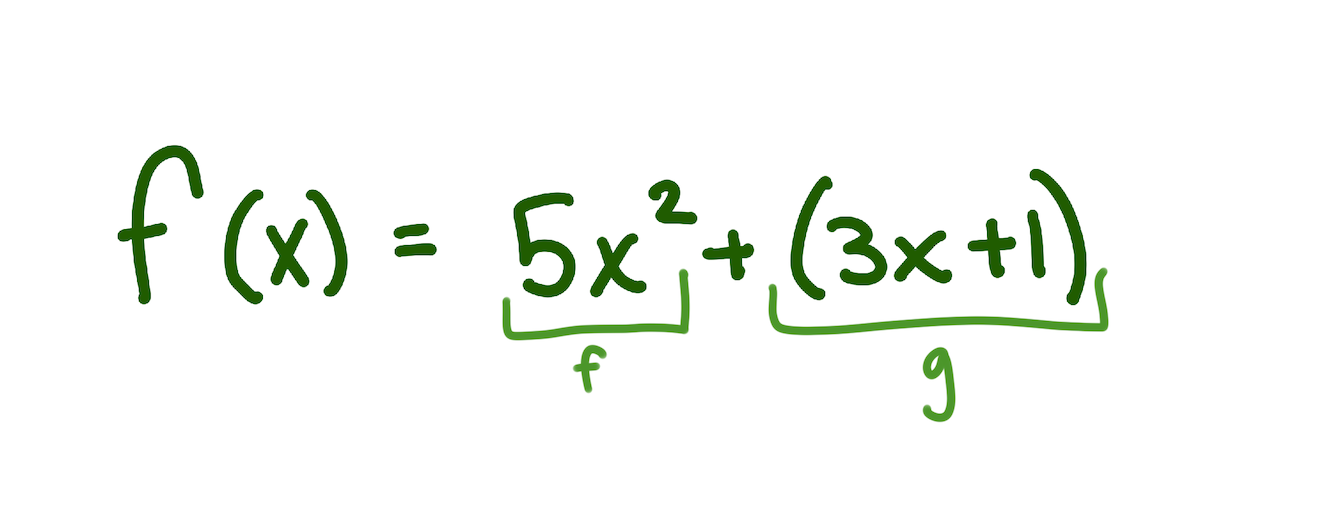 f(x) = 5x² + (3x+1)
f g